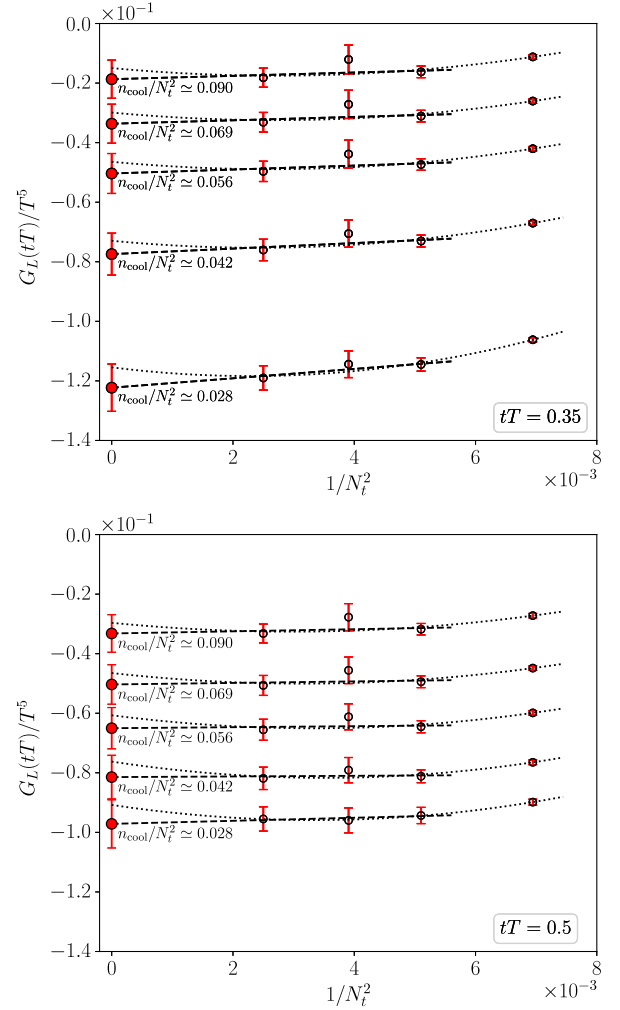 ×10⁻¹
0.0
−0.2
−0.4
−0.6
−0.8
−1.0
−1.2
−1.4
G_L(tT)/T⁵
n_cool/N_t² ≃ 0.090
n_cool/N_t² ≃ 0.069
n_cool/N_t² ≃ 0.056
n_cool/N_t² ≃ 0.042
n_cool/N_t² ≃ 0.028
tT = 0.35
0 2 4 6 8
1/N_t²
×10⁻³
×10⁻¹
0.0
−0.2
−0.4
−0.6
−0.8
−1.0
−1.2
−1.4
G_L(tT)/T⁵
n_cool/N_t² ≃ 0.090
n_cool/N_t² ≃ 0.069
n_cool/N_t² ≃ 0.056
n_cool/N_t² ≃ 0.042
n_cool/N_t² ≃ 0.028
tT = 0.5
0 2 4 6 8
1/N_t²
×10⁻³